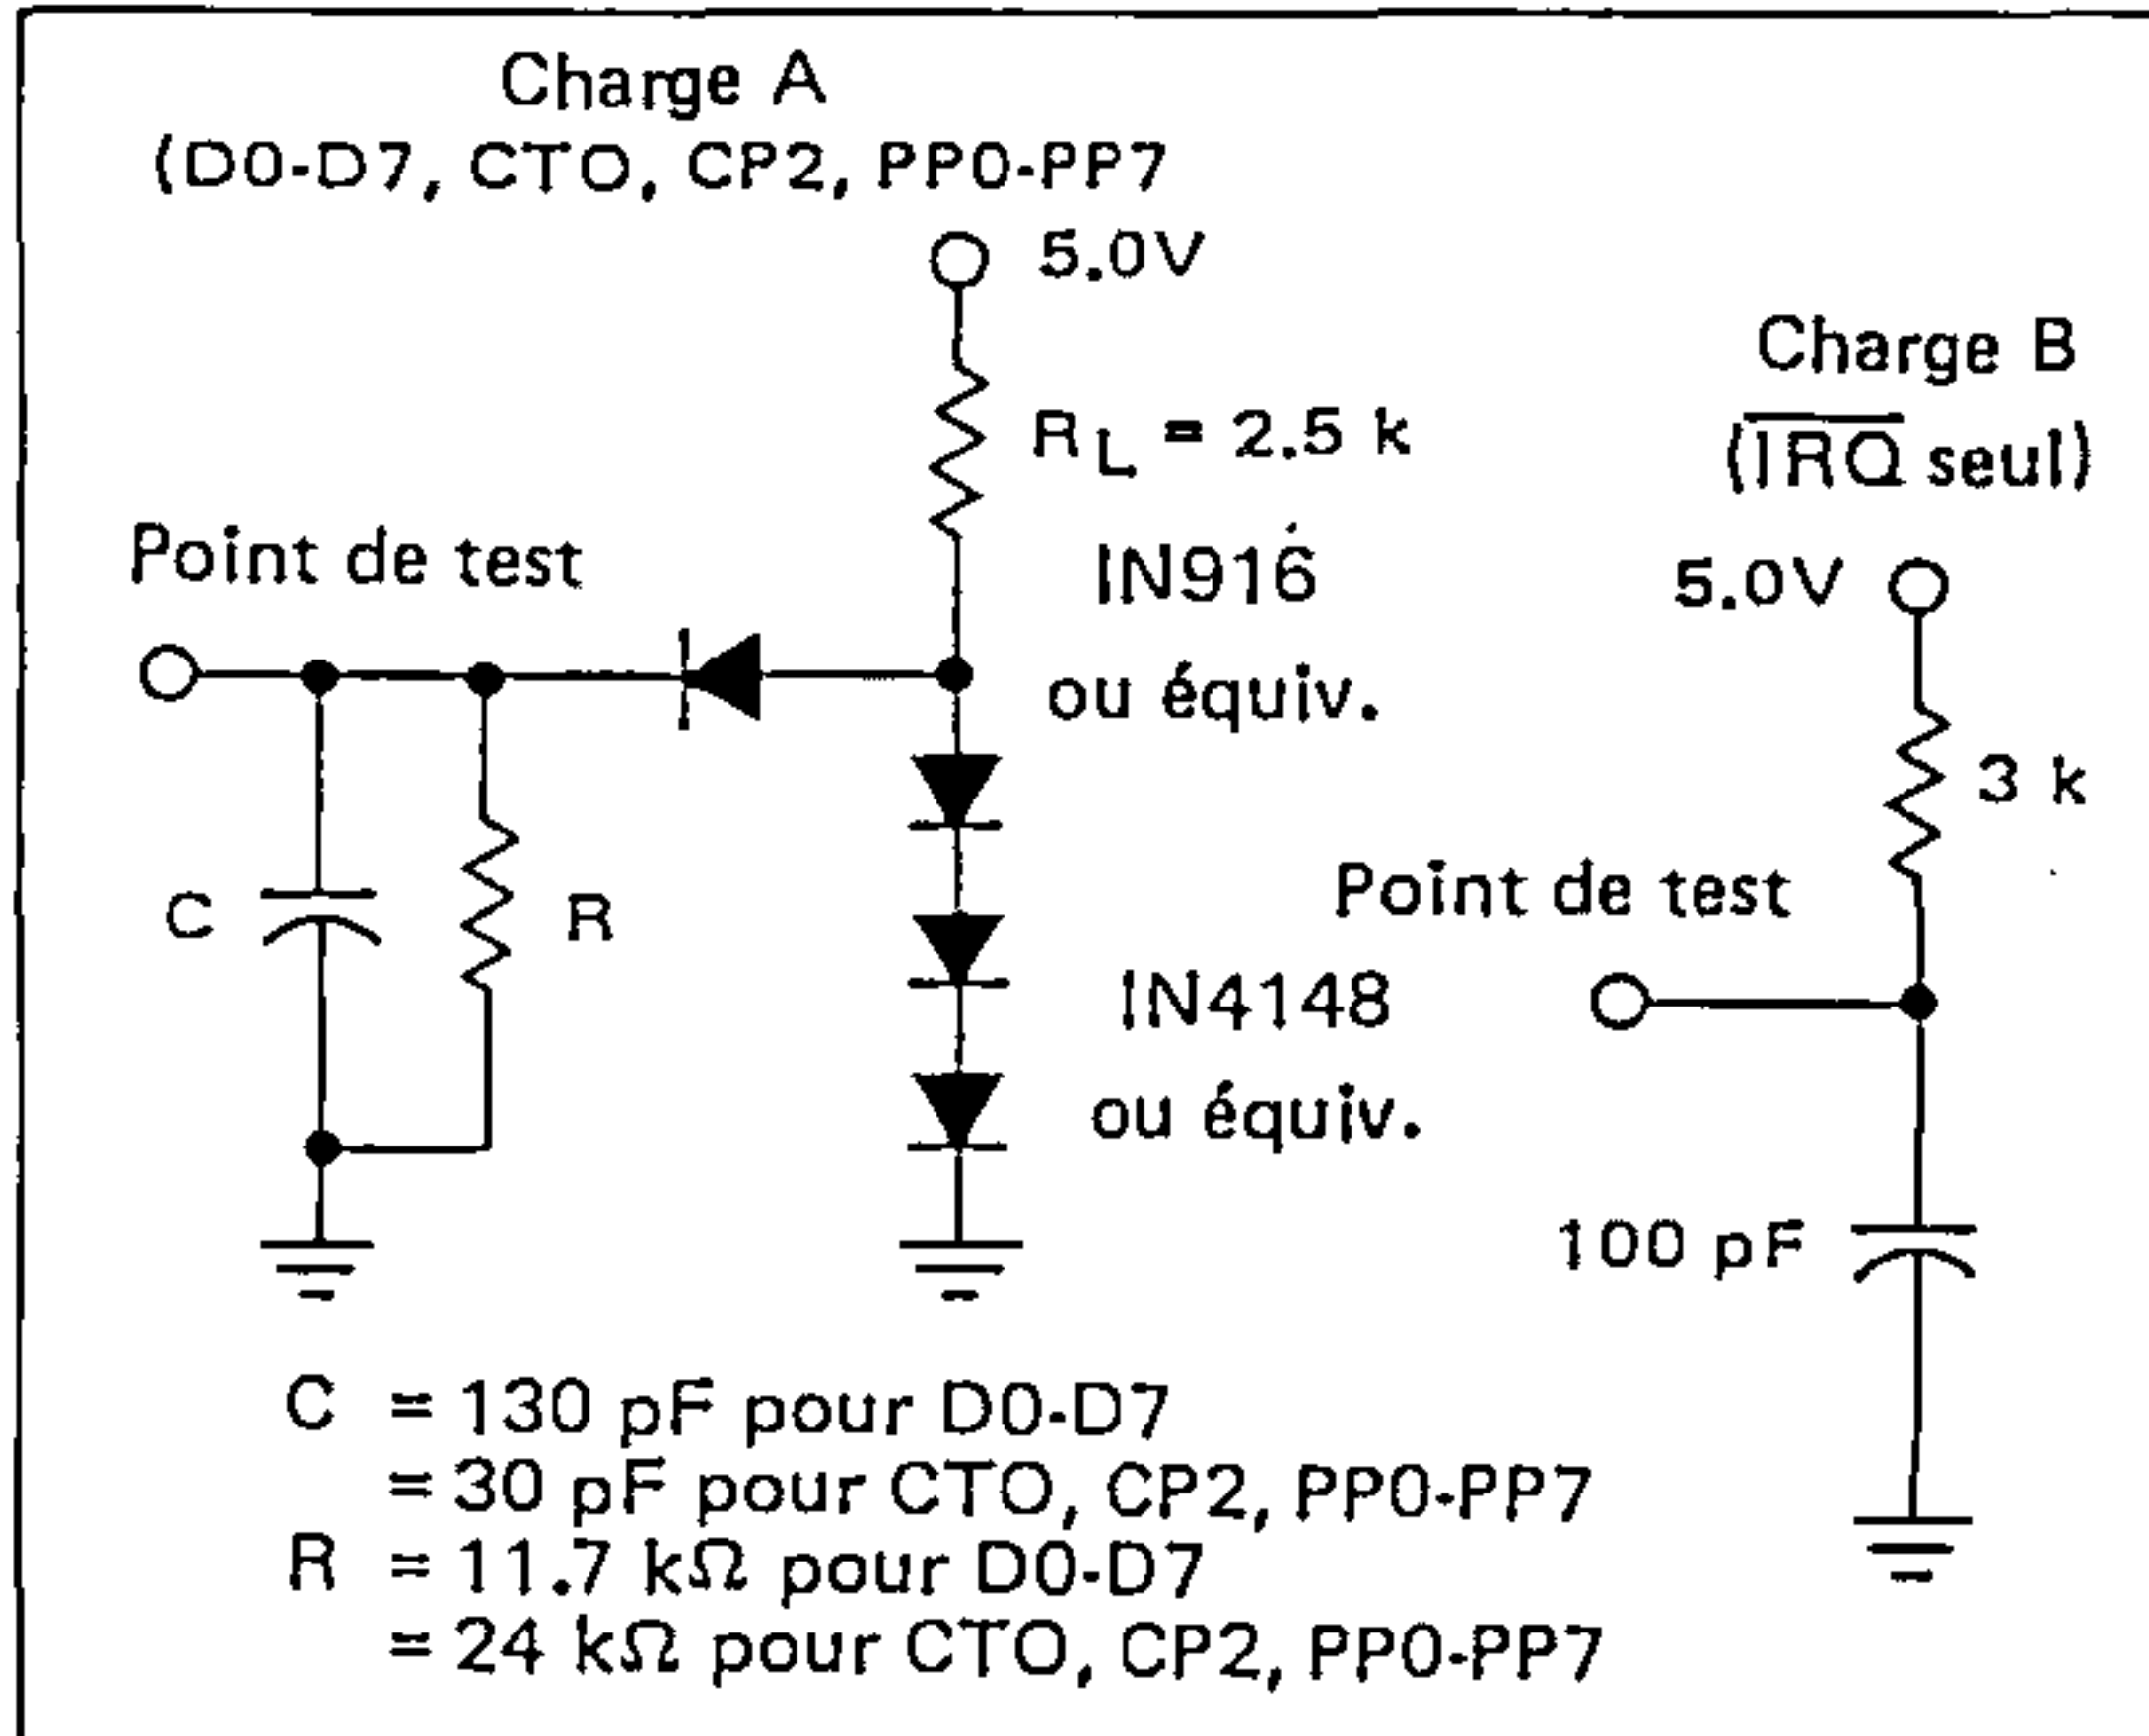 Charge A
(D0-D7, CTO, CP2, PP0-PP7
5.0V
R_L = 2.5 k
Point de test
IN916
ou équiv.
C
R
IN4148
ou équiv.
Charge B
(I̅R̅Q̅ seul)
5.0V
3 k
Point de test
100 pF
C = 130 pF pour D0-D7
= 30 pF pour CTO, CP2, PP0-PP7
R = 11.7 kΩ pour D0-D7
= 24 kΩ pour CTO, CP2, PP0-PP7